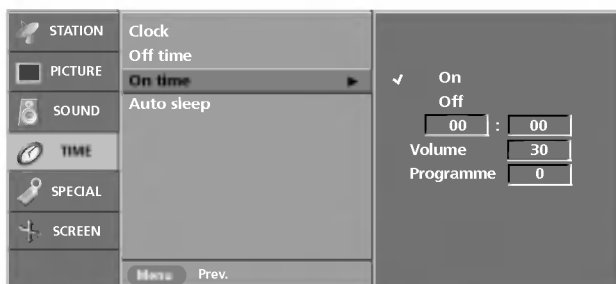 STATION
PICTURE
SOUND
TIME
SPECIAL
SCREEN
Clock
Off time
On time
Auto sleep
Menu Prev.
On
Off
00 : 00
Volume 30
Programme 0